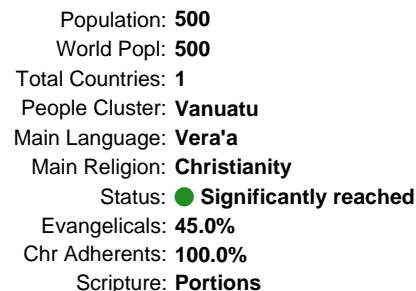 Population: 500
World Popl: 500
Total Countries: 1
People Cluster: Vanuatu
Main Language: Vera'a
Main Religion: Christianity
Status: Significantly reached
Evangelicals: 45.0%
Chr Adherents: 100.0%
Scripture: Portions